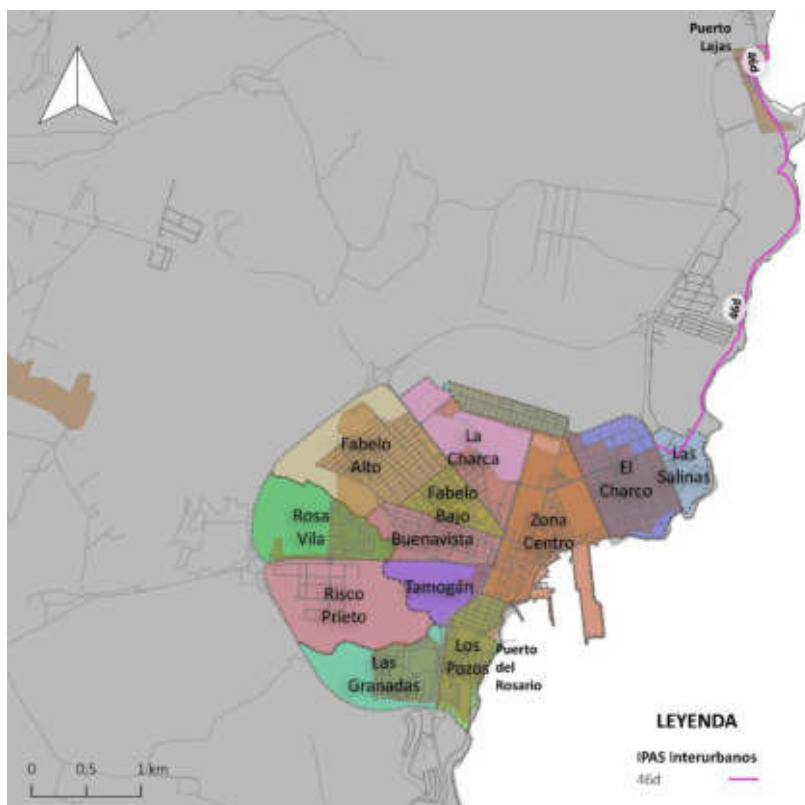 Puerto
Lajas
46d
46d
Fabelo
Alto
La
Charca
El
Charco
Las
Salinas
Fabelo
Bajo
Rosa
Vila
Buenavista
Zona
Centro
Tamogán
Risco
Prieto
Los
Pozos
Puerto
del
Rosario
Las
Granadas
LEYENDA
IPAS Interurbanos
46d
0 0,5 1 km